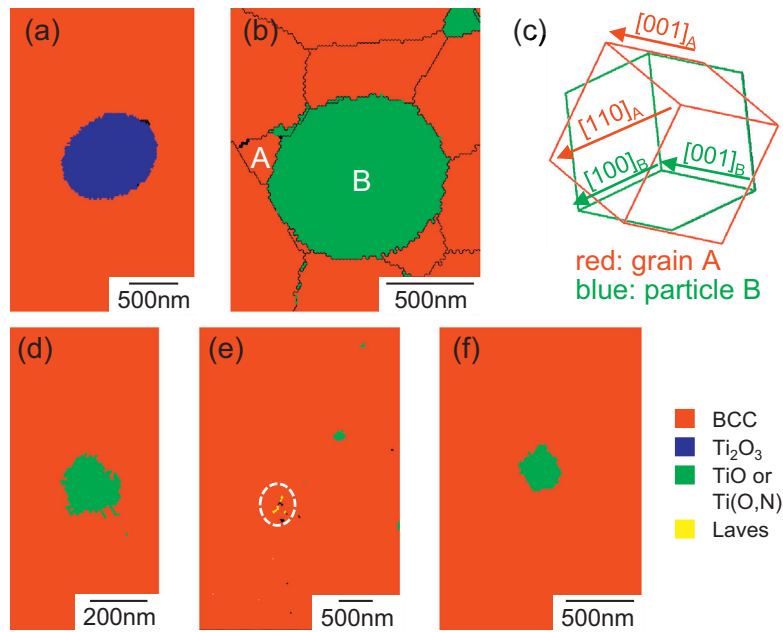 (a)
500nm
(b)
A
B
500nm
(c)
[001]A
[110]A
[100]B
[001]B
red: grain A
blue: particle B
(d)
200nm
(e)
500nm
(f)
500nm
BCC
Ti2O3
TiO or
Ti(O,N)
Laves